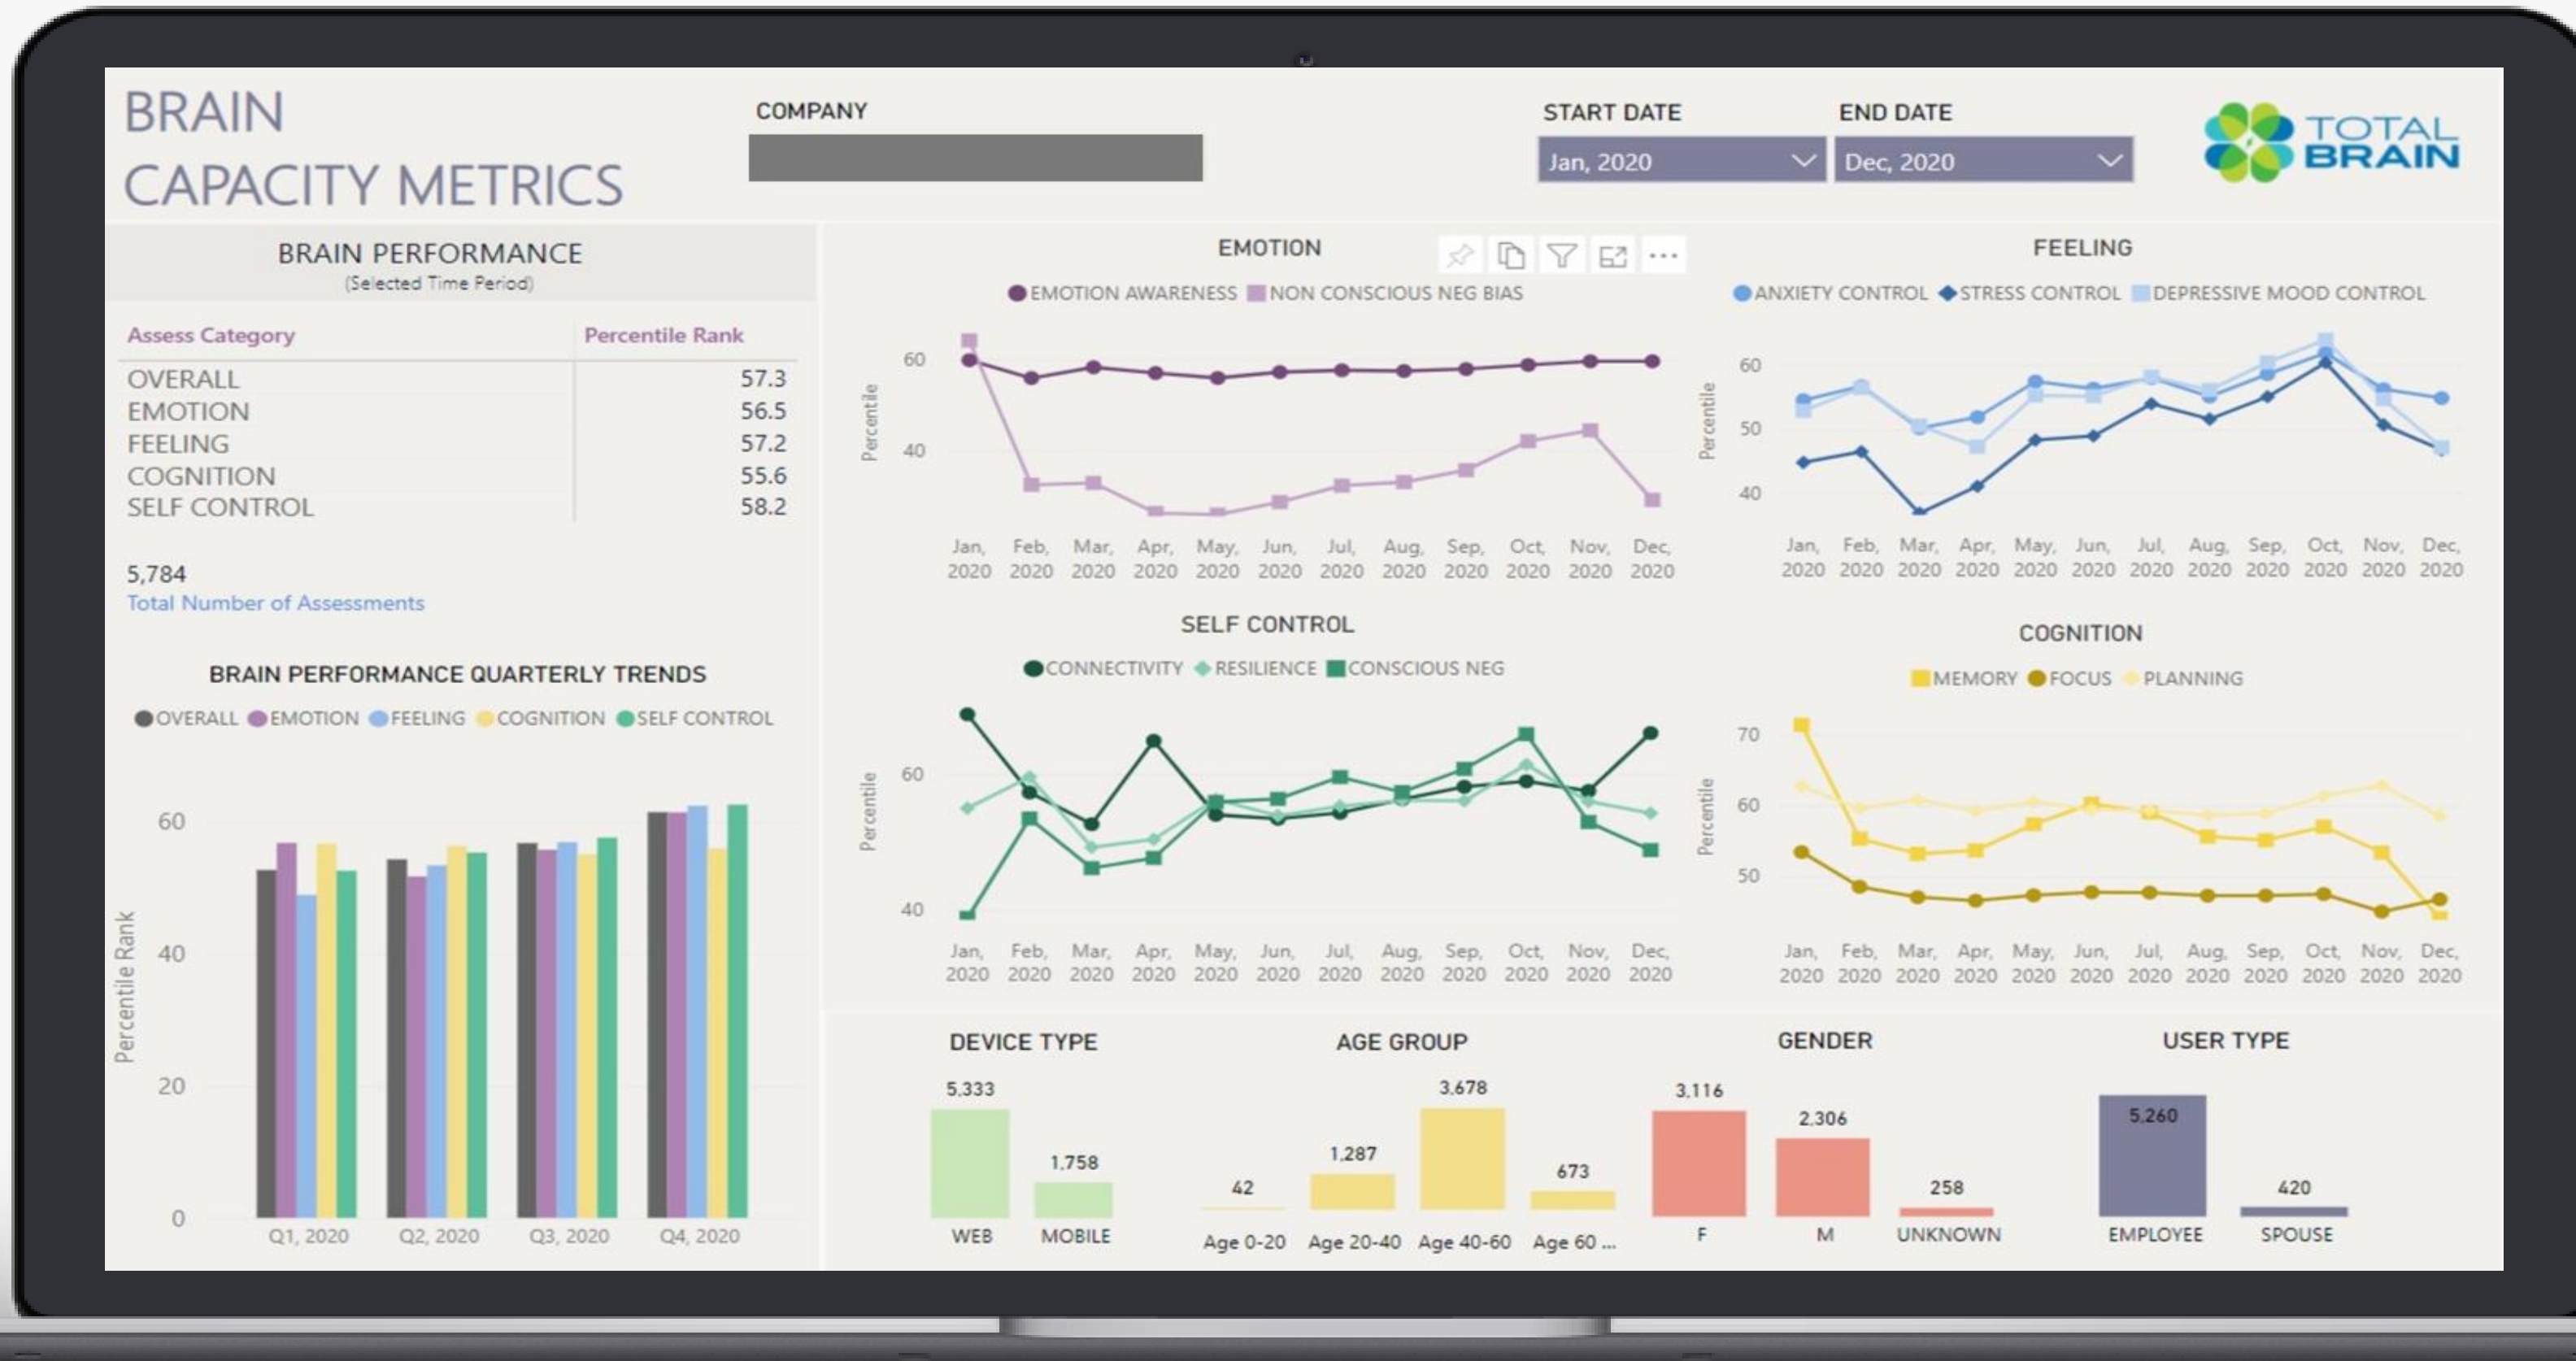 BRAIN
CAPACITY METRICS
COMPANY
START DATE
END DATE
Jan, 2020
Dec, 2020
TOTAL
BRAIN
BRAIN PERFORMANCE
(Selected Time Period)
Assess Category Percentile Rank
OVERALL 57.3
EMOTION 56.5
FEELING 57.2
COGNITION 55.6
SELF CONTROL 58.2
5,784
Total Number of Assessments
BRAIN PERFORMANCE QUARTERLY TRENDS
OVERALL EMOTION FEELING COGNITION SELF CONTROL
Percentile Rank
60
40
20
0
Q1, 2020 Q2, 2020 Q3, 2020 Q4, 2020
EMOTION
EMOTION AWARENESS NON CONSCIOUS NEG BIAS
Percentile
60
40
Jan, Feb, Mar, Apr, May, Jun, Jul, Aug, Sep, Oct, Nov, Dec,
2020 2020 2020 2020 2020 2020 2020 2020 2020 2020 2020 2020
FEELING
ANXIETY CONTROL STRESS CONTROL DEPRESSIVE MOOD CONTROL
Percentile
60
50
40
Jan, Feb, Mar, Apr, May, Jun, Jul, Aug, Sep, Oct, Nov, Dec,
2020 2020 2020 2020 2020 2020 2020 2020 2020 2020 2020 2020
SELF CONTROL
CONNECTIVITY RESILIENCE CONSCIOUS NEG
Percentile
60
40
Jan, Feb, Mar, Apr, May, Jun, Jul, Aug, Sep, Oct, Nov, Dec,
2020 2020 2020 2020 2020 2020 2020 2020 2020 2020 2020 2020
COGNITION
MEMORY FOCUS PLANNING
Percentile
70
60
50
Jan, Feb, Mar, Apr, May, Jun, Jul, Aug, Sep, Oct, Nov, Dec,
2020 2020 2020 2020 2020 2020 2020 2020 2020 2020 2020 2020
DEVICE TYPE
5,333
1,758
WEB MOBILE
AGE GROUP
42
1,287
3,678
673
Age 0-20 Age 20-40 Age 40-60 Age 60 ...
GENDER
3,116
2,306
258
F M UNKNOWN
USER TYPE
5,260
420
EMPLOYEE SPOUSE